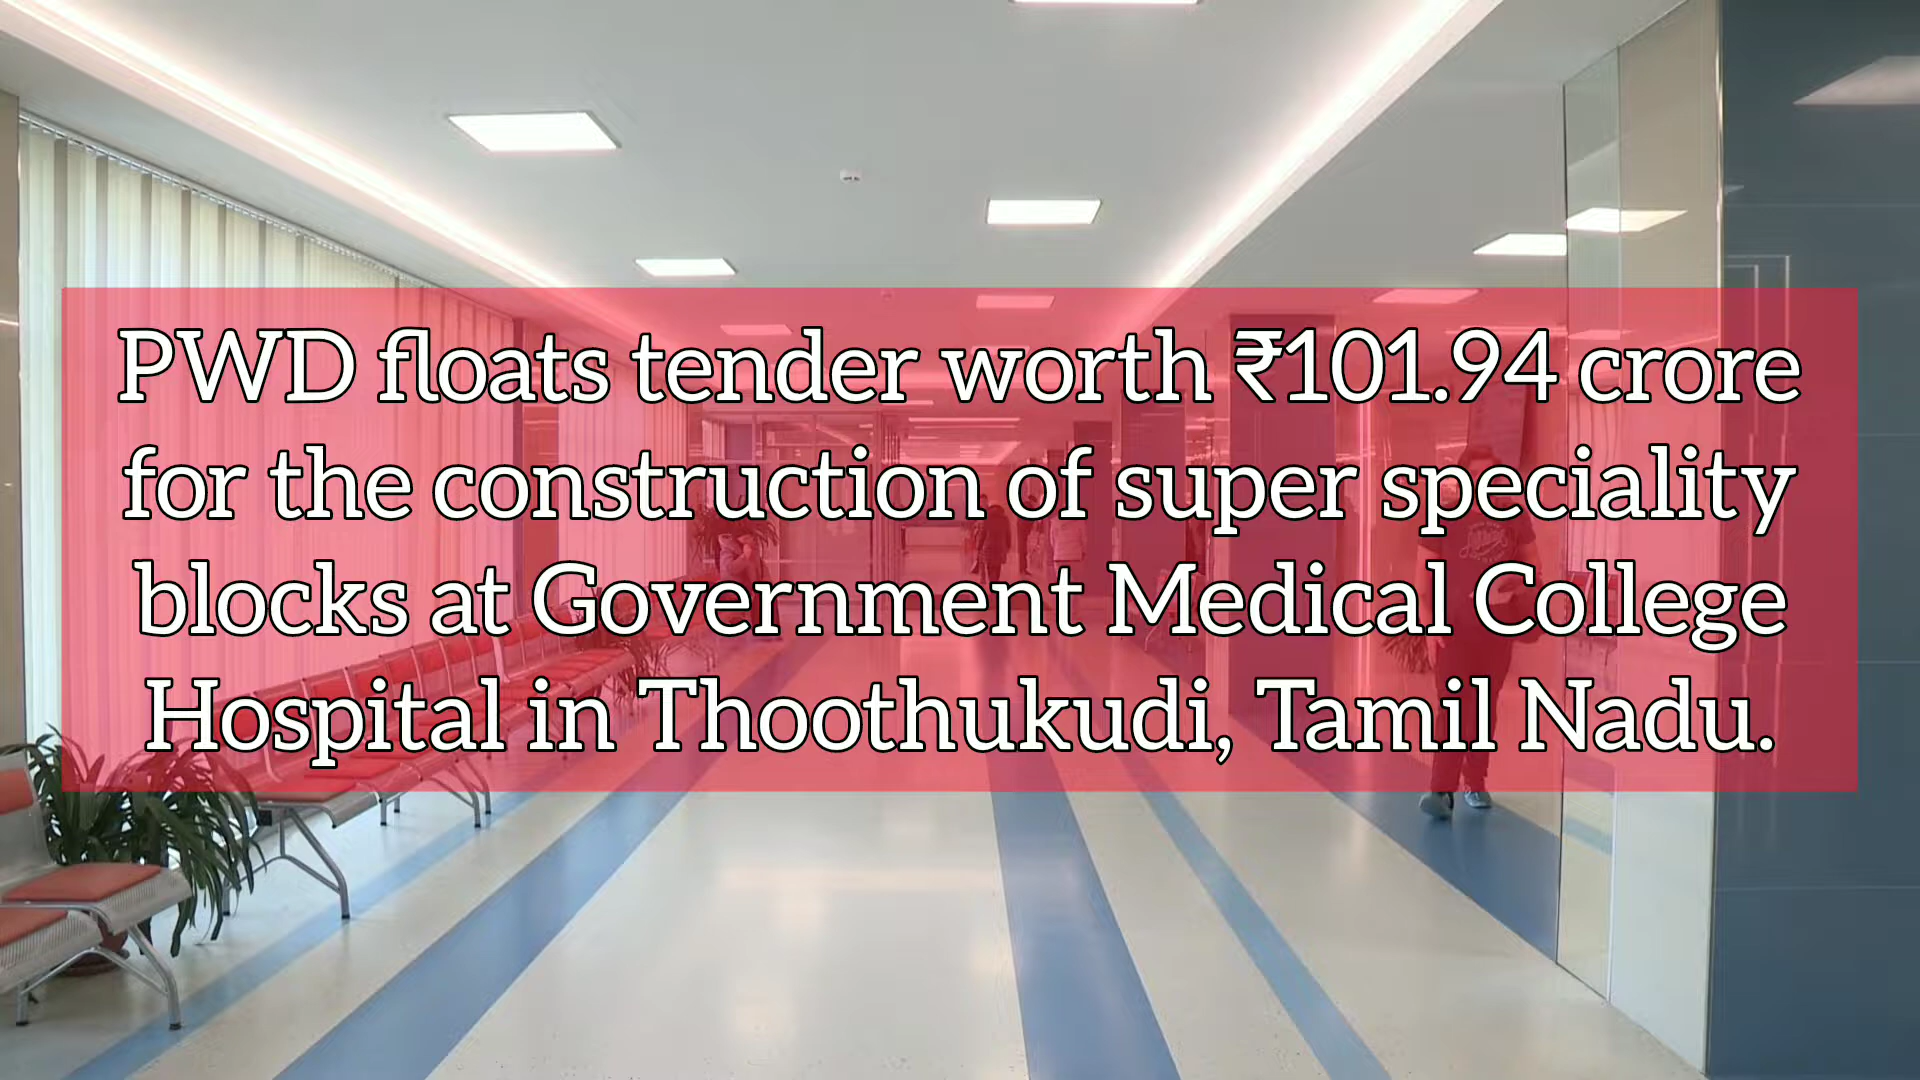 PWD floats tender worth ₹101.94 crore
for the construction of super speciality
blocks at Government Medical College
Hospital in Thoothukudi, Tamil Nadu.